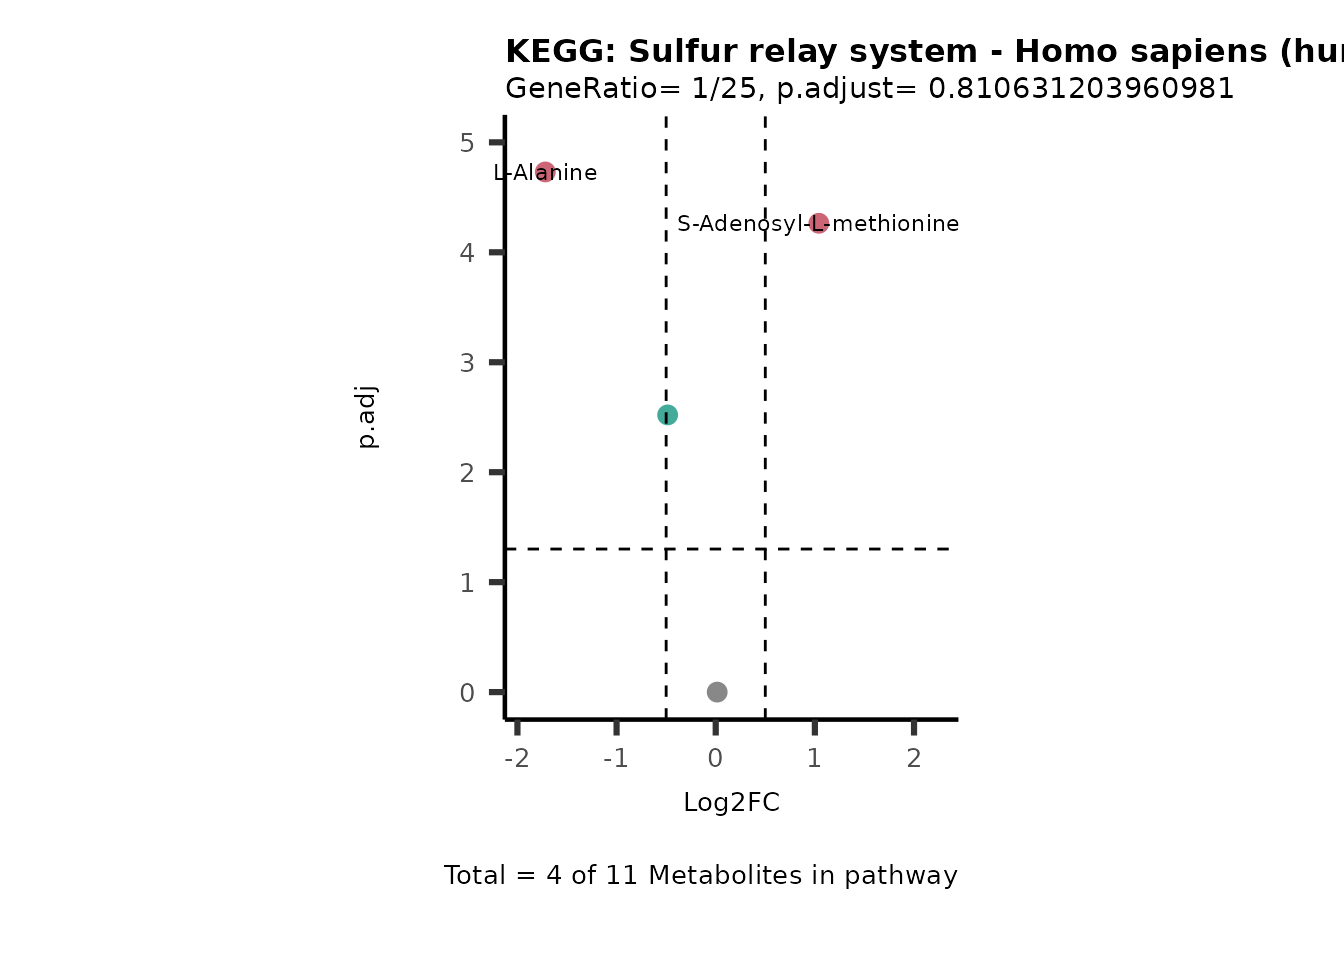 KEGG: Sulfur relay system - Homo sapiens (hu
GeneRatio= 1/25, p.adjust= 0.810631203960981
5
L-Alanine
S-Adenosyl-L-methionine
4
3
p.adj
2
1
0
-2 -1 0 1 2
Log2FC
Total = 4 of 11 Metabolites in pathway